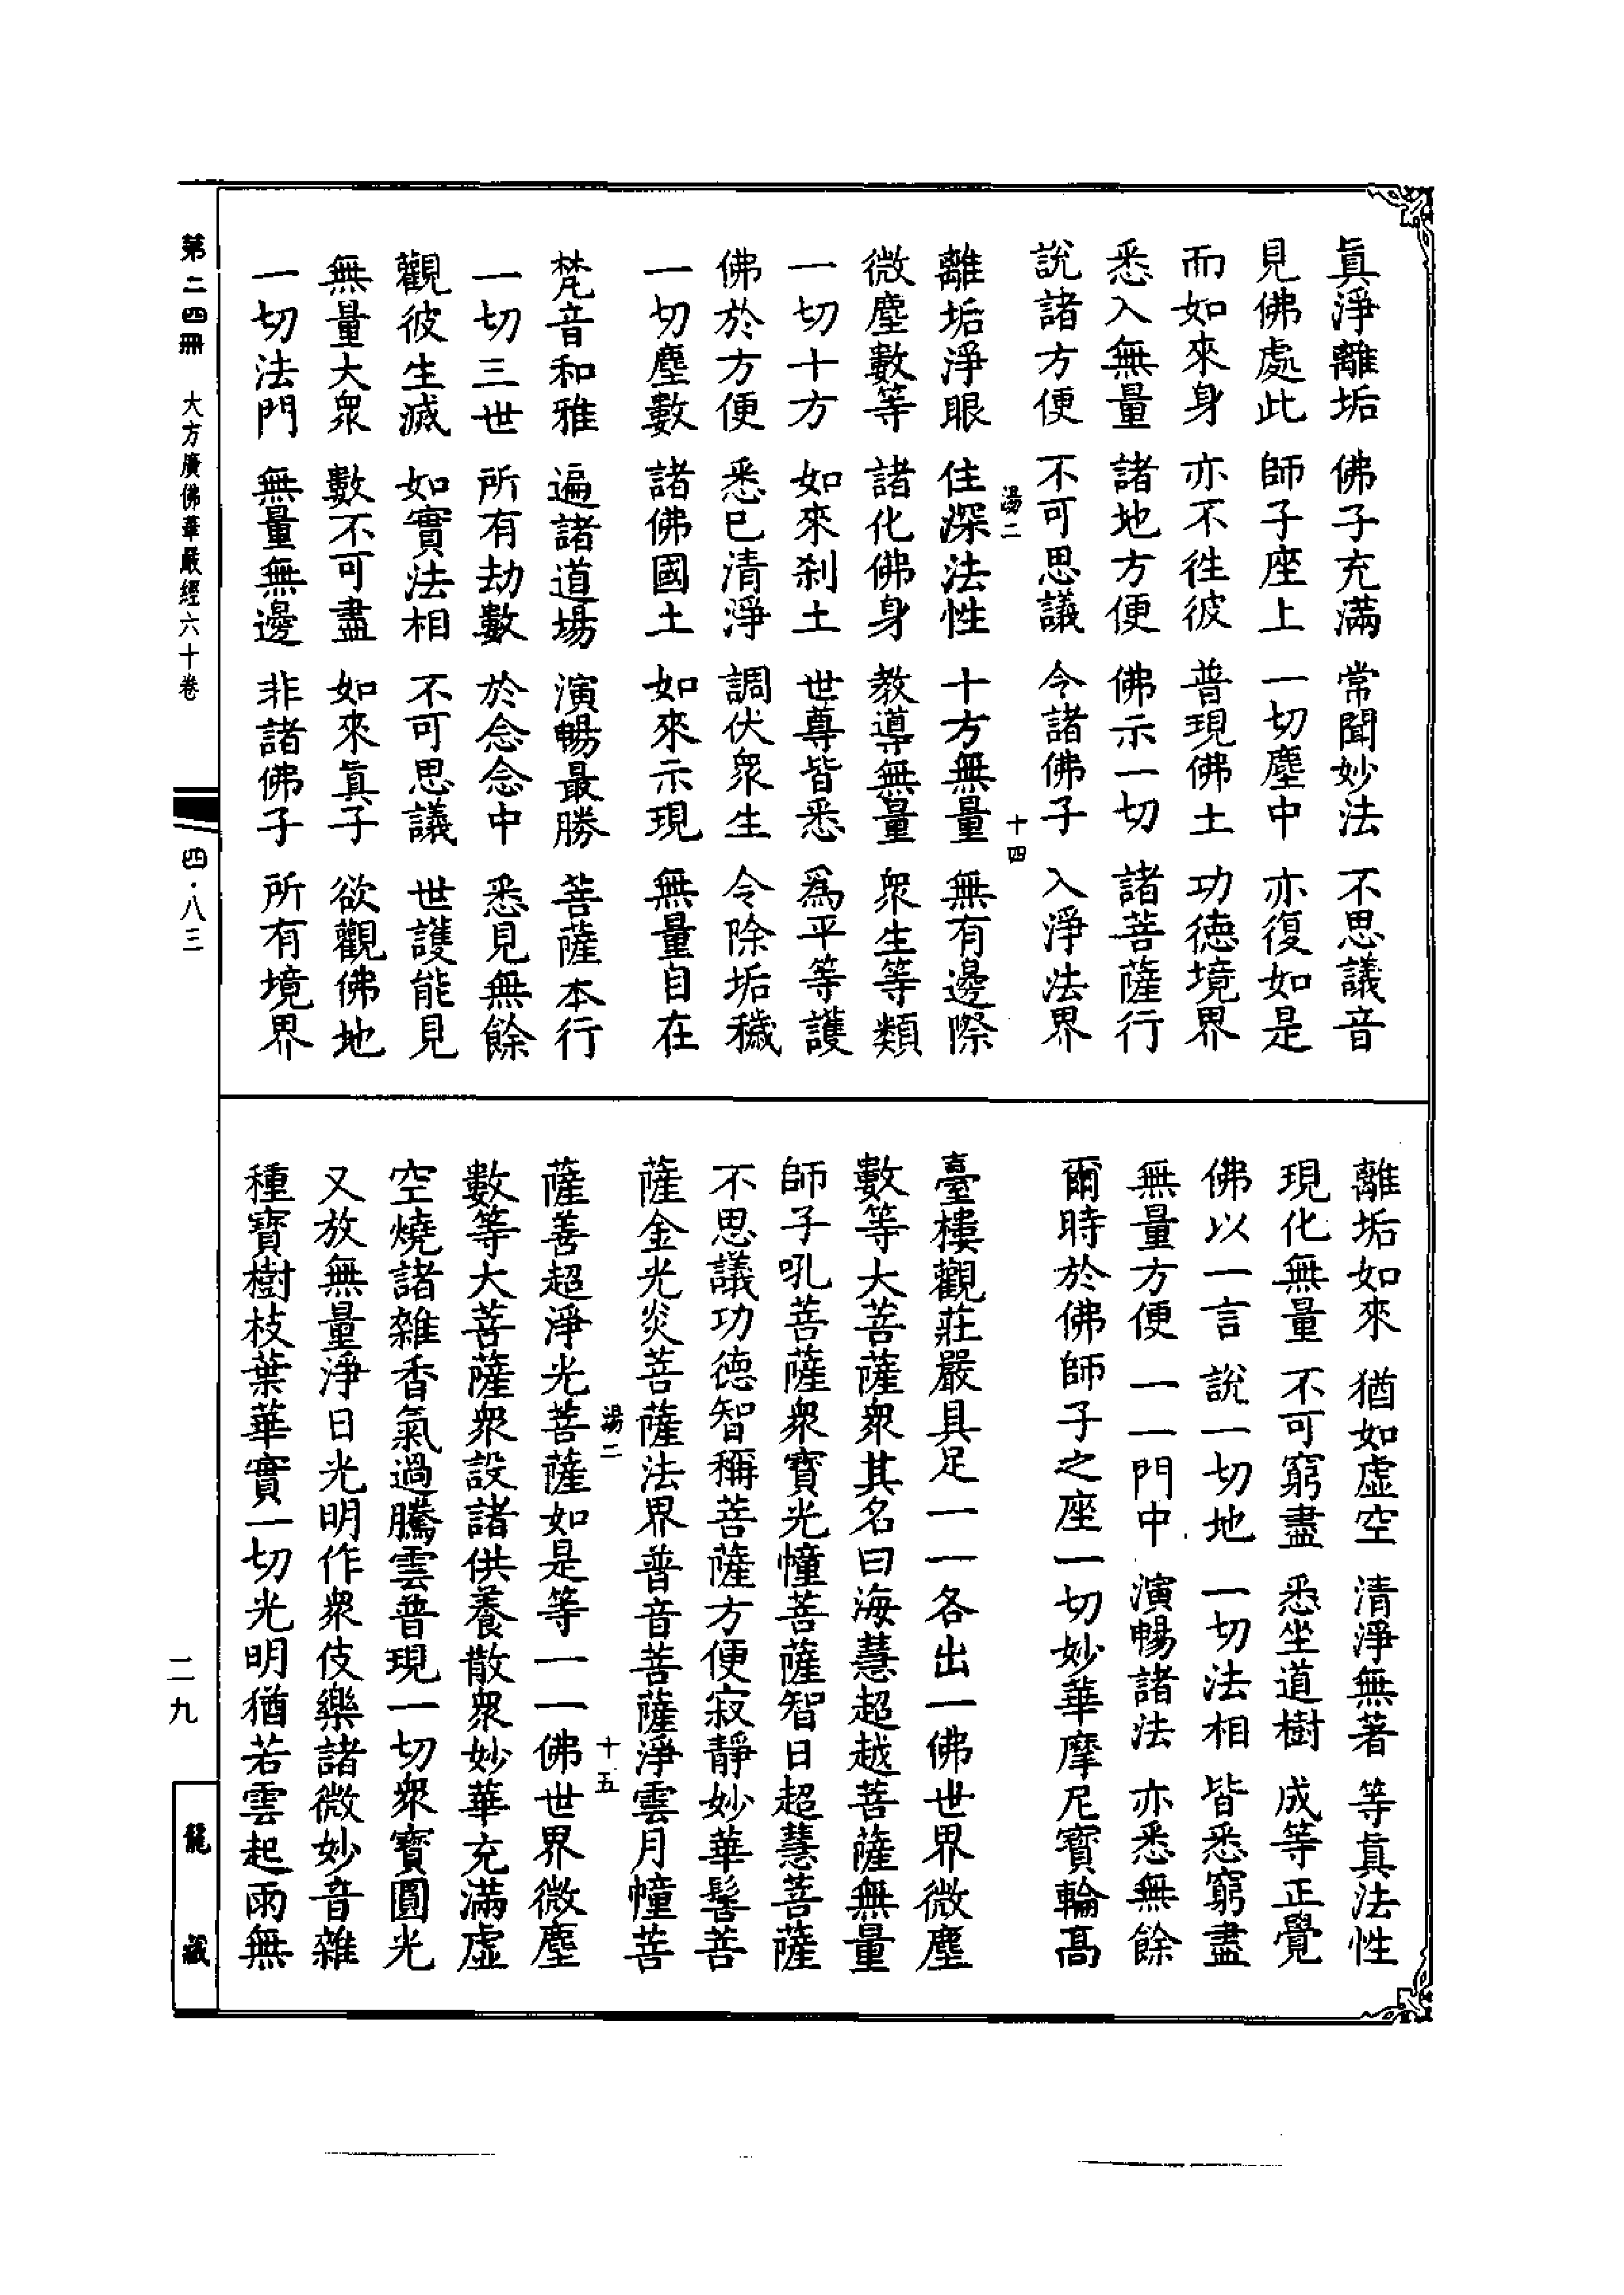 眞淨離垢　佛子充滿　常聞妙法　不思議音
見佛處此　師子座上　一切塵中　亦復如是
而如來身　亦不徃彼　普現佛土　功德境界
悉入無量　諸地方便　佛示一切　諸菩薩行
說諸方便　不可思議　令諸佛子　入淨法界
湯二　十四
離垢淨眼　住深法性　十方無量　無有邊際
微塵數等　諸化佛身　教導無量　衆生等類
一切十方　如來刹土　世尊皆悉　爲平等護
佛於方便　悉已清淨　調伏衆生　令除垢穢
一切塵數　諸佛國土　如來示現　無量自在
梵音和雅　遍諸道場　演暢最勝　菩薩本行
一切三世　所有劫數　於念念中　悉見無餘
觀彼生滅　如實法相　不可思議　世護能見
無量大衆　數不可盡　如來眞子　欲觀佛地
一切法門　無量無邊　非諸佛子　所有境界
離垢如來　猶如虛空　清淨無著　等眞法性
現化無量　不可窮盡　悉坐道樹　成等正覺
佛以一言　說一切地　一切法相　皆悉窮盡
無量方便　一一門中　演暢諸法　亦悉無餘
爾時於佛師子之座一切妙華摩尼寶輪高
臺樓觀莊嚴具足一一各出一佛世界微塵
數等大菩薩衆其名曰海慧超越菩薩無量
師子吼菩薩衆寶光幢菩薩智日超慧菩薩
不思議功德智稱菩薩方便寂靜妙華髻菩
薩金光炎菩薩法界普音菩薩淨雲月幢菩
湯二　十五
薩善超淨光菩薩如是等一一佛世界微塵
數等大菩薩衆設諸供養散衆妙華充滿虛
空燒諸雜香氣過騰雲普現一切衆寶圓光
又放無量淨日光明作衆伎樂諸微妙音雜
種寶樹枝葉華實一切光明猶若雲起雨無
第二四冊　大方廣佛華嚴經六十卷　四·八三　二九　龍藏